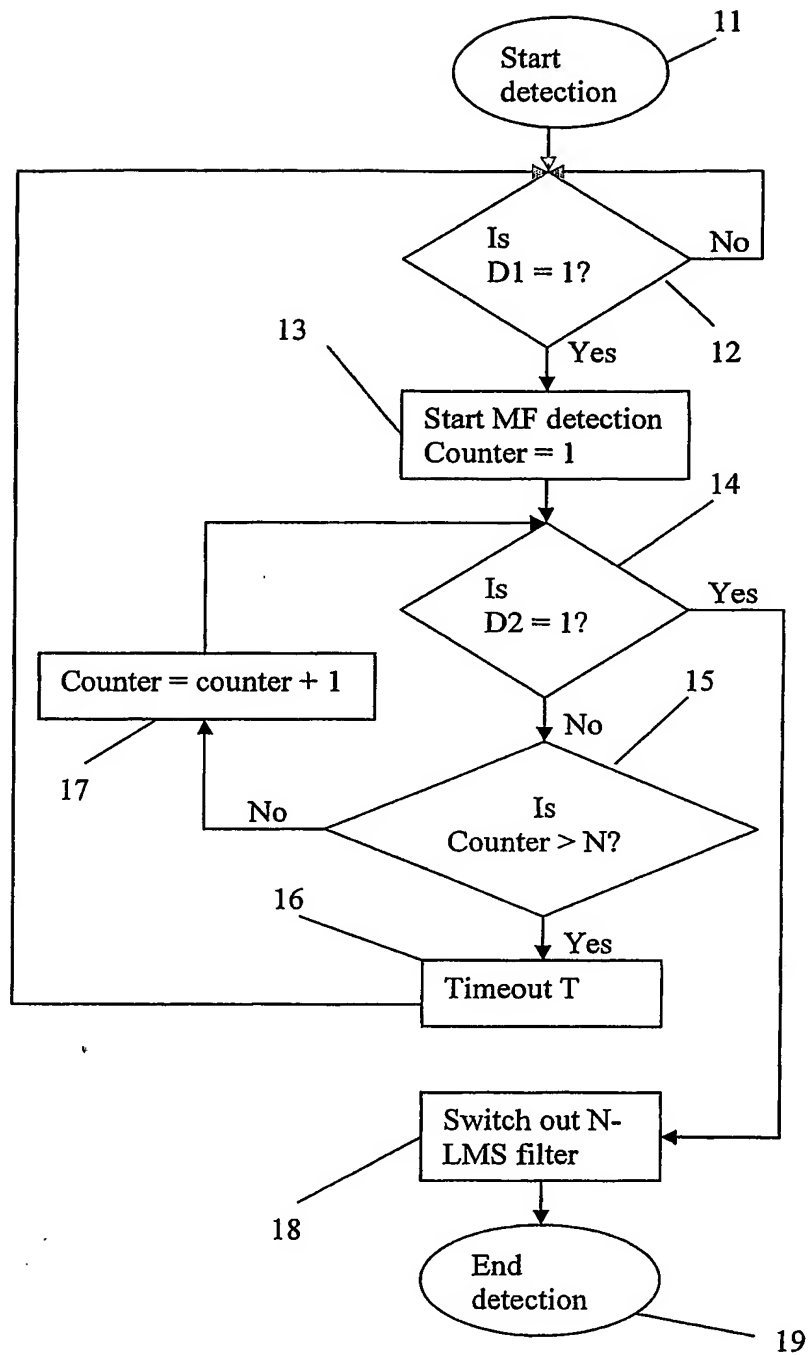 11
Start
detection
Is
D1 = 1?
No
12
Yes
13
Start MF detection
Counter = 1
14
Is
D2 = 1?
Yes
Counter = counter + 1
17
No
15
Is
Counter > N?
No
16
Yes
Timeout T
Switch out N-
LMS filter
18
End
detection
19